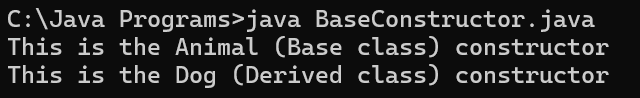 C:\Java Programs>java BaseConstructor.java
This is the Animal (Base class) constructor
This is the Dog (Derived class) constructor